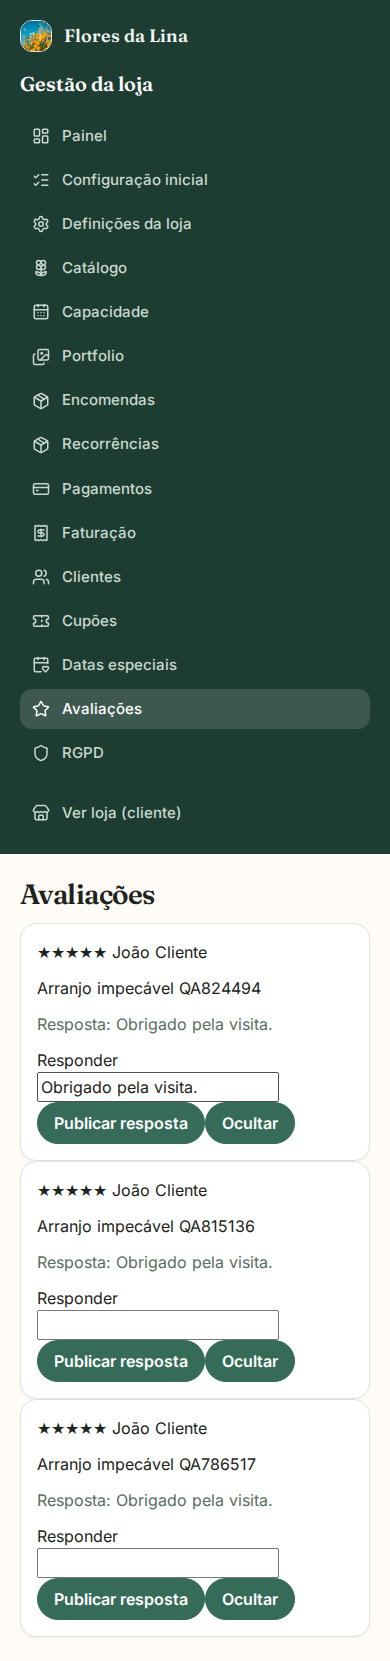 Flores da Lina
Gestão da loja
Painel
Configuração inicial
Definições da loja
Catálogo
Capacidade
Portfolio
Encomendas
Recorrências
Pagamentos
Faturação
Clientes
Cupões
Datas especiais
Avaliações
RGPD
Ver loja (cliente)
Avaliações
★★★★★ João Cliente
Arranjo impecável QA824494
Resposta: Obrigado pela visita.
Responder
Obrigado pela visita.
Publicar resposta Ocultar
★★★★★ João Cliente
Arranjo impecável QA815136
Resposta: Obrigado pela visita.
Responder
Publicar resposta Ocultar
★★★★★ João Cliente
Arranjo impecável QA786517
Resposta: Obrigado pela visita.
Responder
Publicar resposta Ocultar